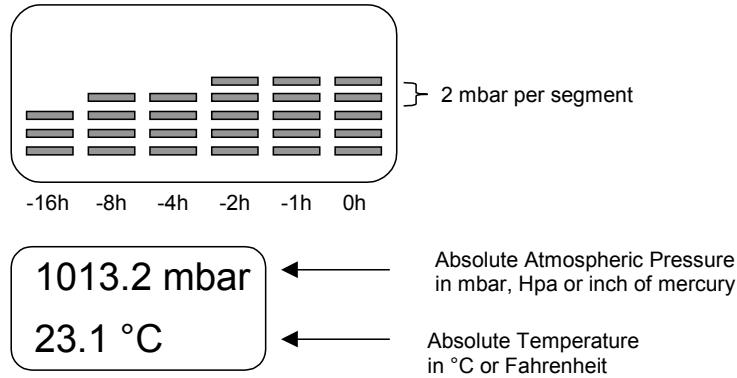 2 mbar per segment
-16h -8h -4h -2h -1h 0h
1013.2 mbar
Absolute Atmospheric Pressure
in mbar, Hpa or inch of mercury
23.1 °C
Absolute Temperature
in °C or Fahrenheit